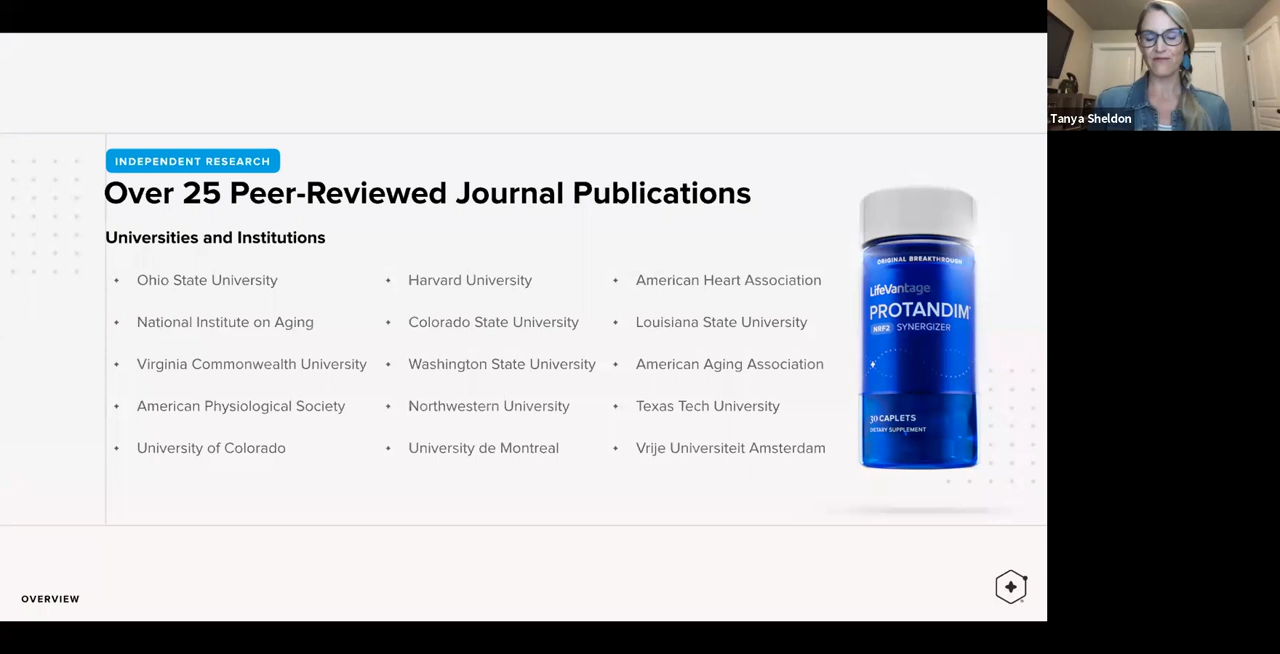 Tanya Sheldon
INDEPENDENT RESEARCH
Over 25 Peer-Reviewed Journal Publications
Universities and Institutions
Ohio State University
National Institute on Aging
Virginia Commonwealth University
American Physiological Society
University of Colorado
Harvard University
Colorado State University
Washington State University
Northwestern University
University de Montreal
American Heart Association
Louisiana State University
American Aging Association
Texas Tech University
Vrije Universiteit Amsterdam
ORIGINAL BREAKTHROUGH
LifeVantage
PROTANDIM
NRF2 SYNERGIZER
30 CAPLETS
DIETARY SUPPLEMENT
OVERVIEW